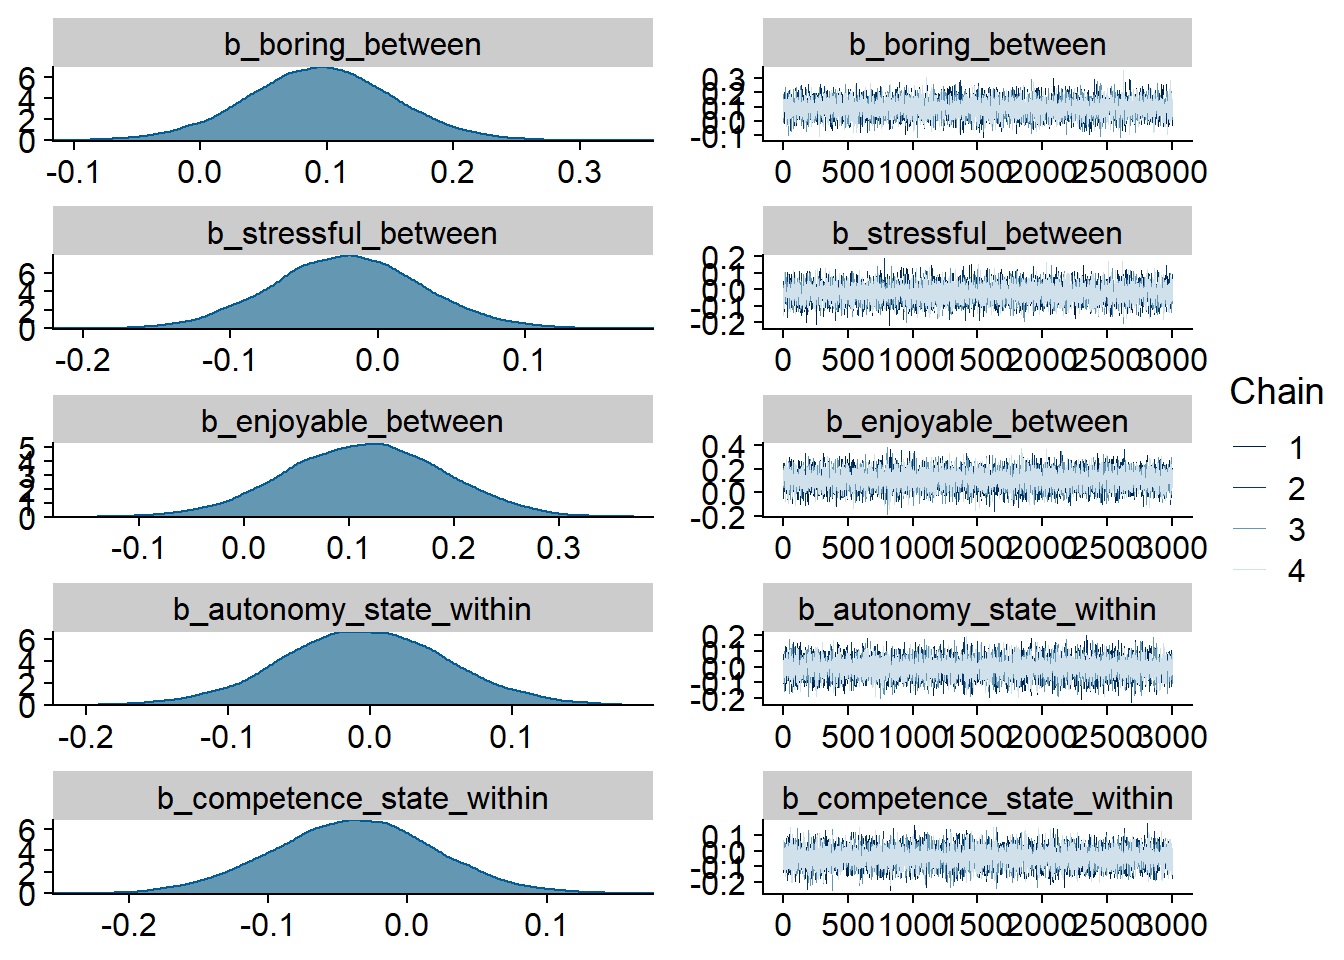 b_boring_between
6
4
2
0
-0.1 0.0 0.1 0.2 0.3
b_boring_between
0.3
0.2
0.1
0.0
-0.1
0 500 1000 1500 2000 2500 3000
b_stressful_between
6
4
2
0
-0.2 -0.1 0.0 0.1
b_stressful_between
0.2
0.1
0.0
-0.1
-0.2
0 500 1000 1500 2000 2500 3000
b_enjoyable_between
5
4
3
2
1
0
-0.1 0.0 0.1 0.2 0.3
b_enjoyable_between
0.4
0.2
0.0
-0.2
0 500 1000 1500 2000 2500 3000
b_autonomy_state_within
6
4
2
0
-0.2 -0.1 0.0 0.1
b_autonomy_state_within
0.2
0.1
0.0
-0.1
-0.2
0 500 1000 1500 2000 2500 3000
b_competence_state_within
6
4
2
0
-0.2 -0.1 0.0 0.1
b_competence_state_within
0.1
0.0
-0.1
-0.2
0 500 1000 1500 2000 2500 3000
Chain
1
2
3
4